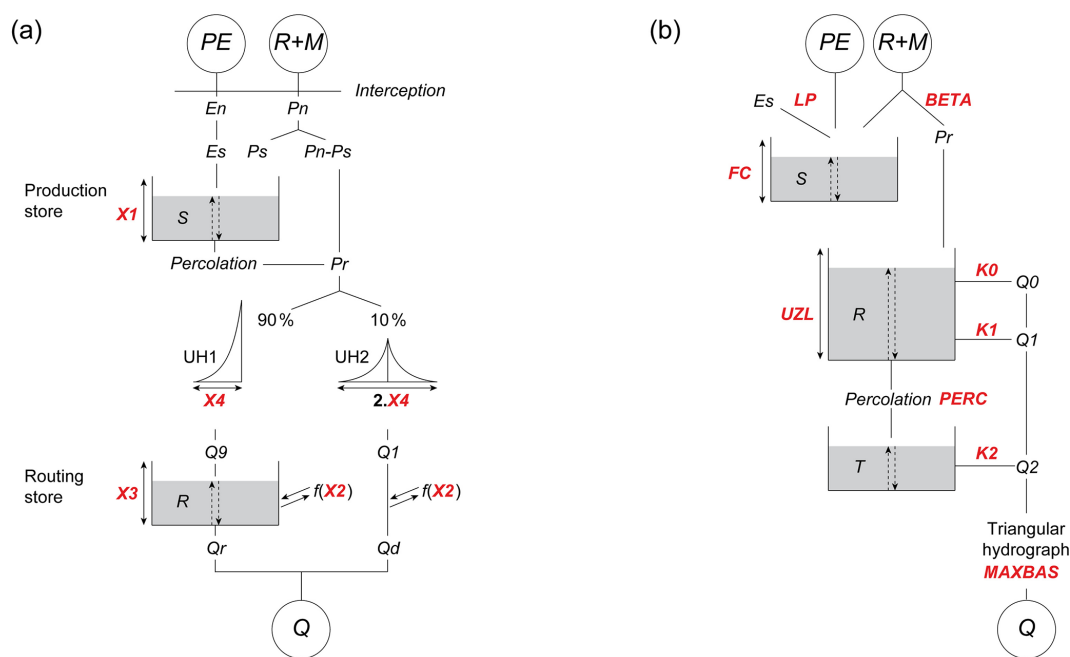 (a)
PE
R+M
Interception
En
Pn
Es
Ps
Pn-Ps
Production
store
X1
S
Percolation
Pr
90 %
10 %
UH1
UH2
X4
2.X4
Q9
Q1
Routing
store
X3
R
f(X2)
f(X2)
Qr
Qd
Q
(b)
PE
R+M
Es
LP
BETA
Pr
FC
S
K0
Q0
UZL
R
K1
Q1
Percolation PERC
K2
T
Q2
Triangular
hydrograph
MAXBAS
Q